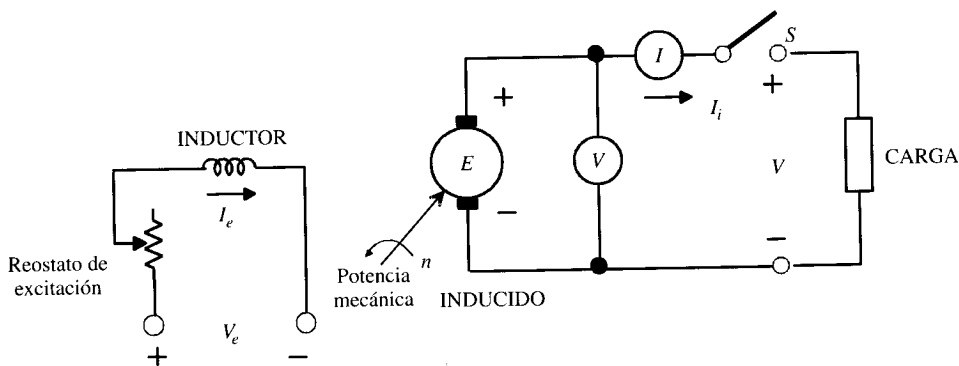 INDUCTOR
I_e
Reostato de
excitación
+
V_e
−
E
+
−
n
Potencia
mecánica
INDUCIDO
V
I
I_i
S
+
V
−
CARGA